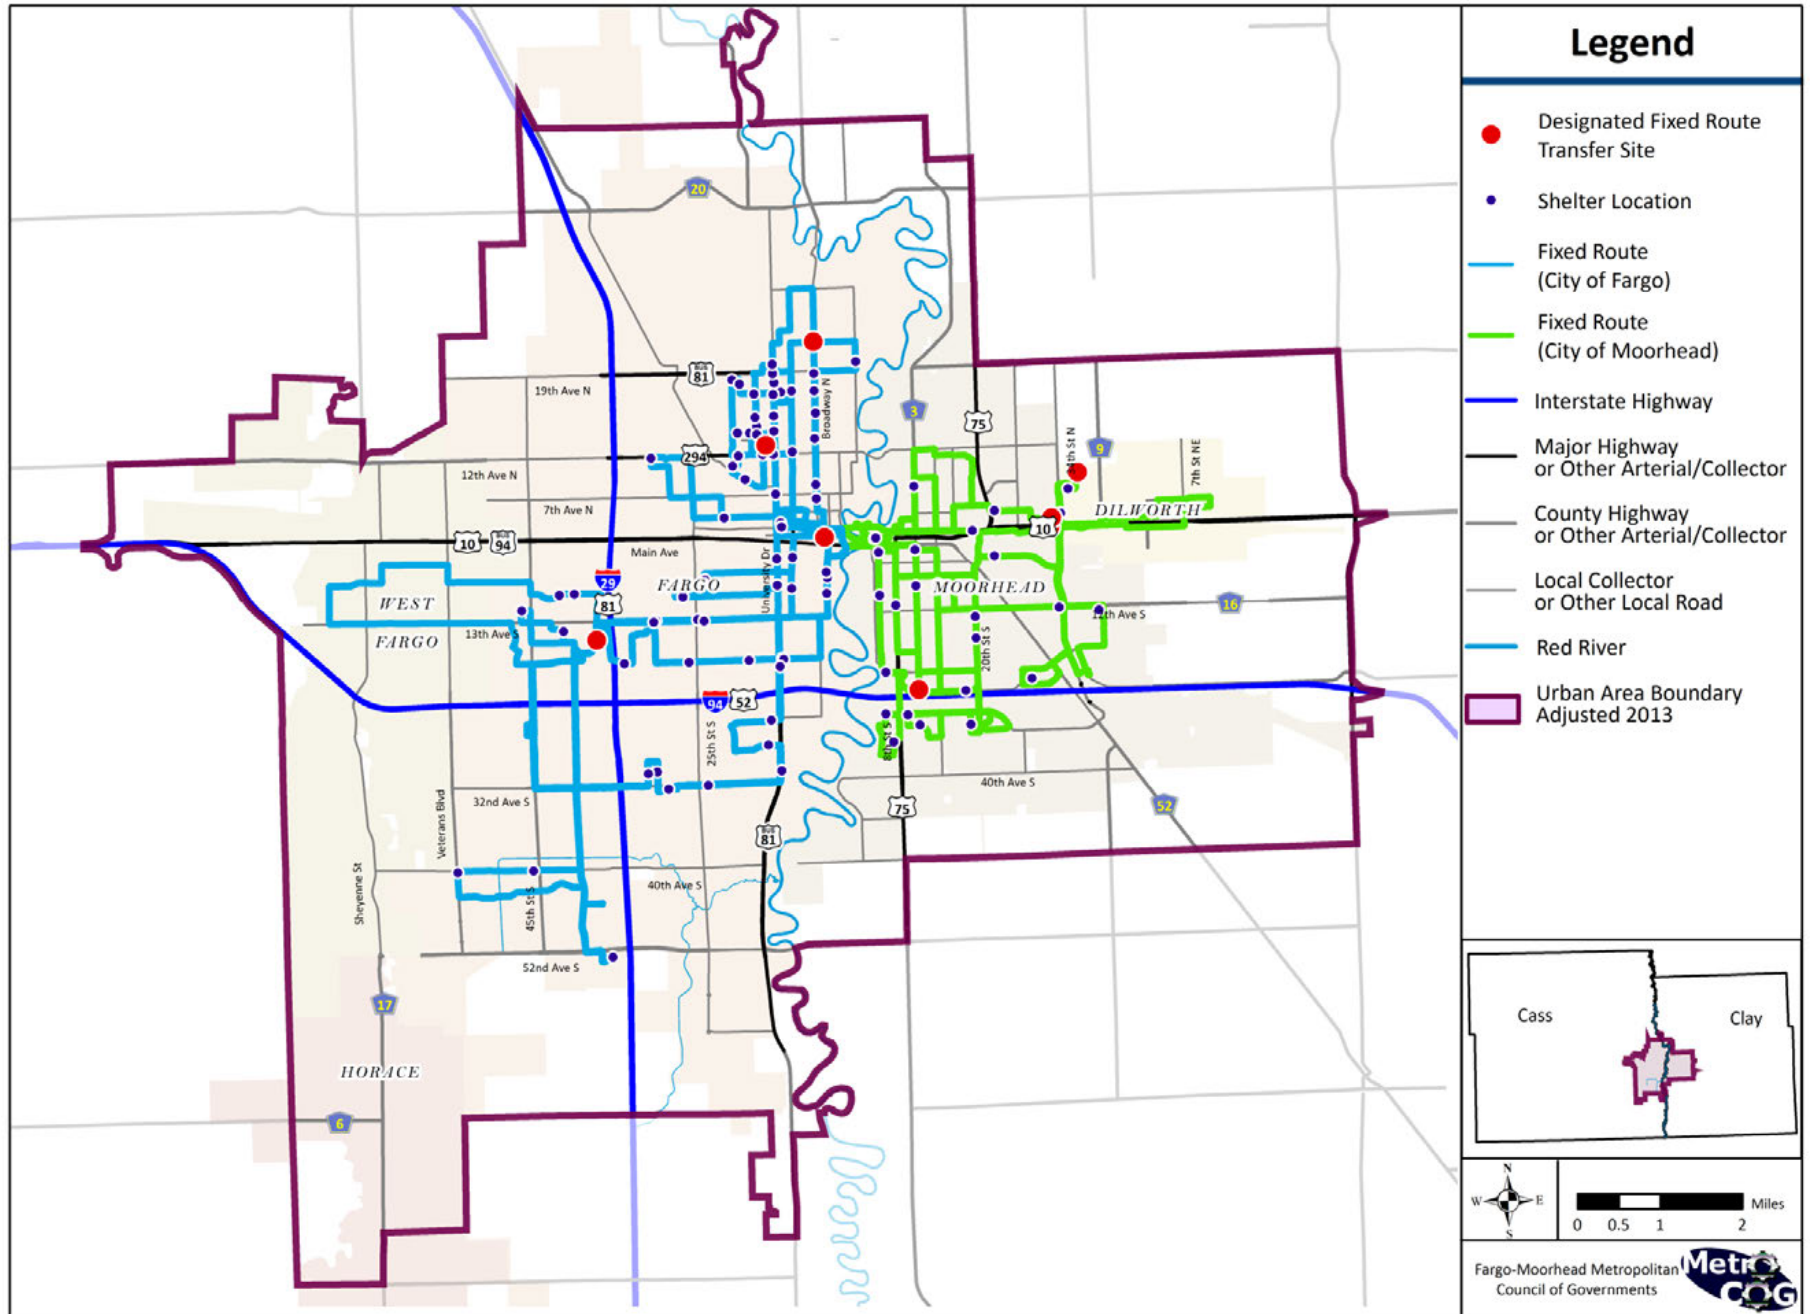 Legend
Designated Fixed Route
Transfer Site
Shelter Location
Fixed Route
(City of Fargo)
Fixed Route
(City of Moorhead)
Interstate Highway
Major Highway
or Other Arterial/Collector
County Highway
or Other Arterial/Collector
Local Collector
or Other Local Road
Red River
Urban Area Boundary
Adjusted 2013
20
BUS
81
19th Ave N
Broadway N
3
75
294
12th Ave N
9
7th St NE
7th Ave N
DILWORTH
10
10
BUS
94
Main Ave
University Dr
29
81
FARGO
MOORHEAD
WEST
FARGO
13th Ave S
12th Ave S
16
20th St S
94
52
25th St S
8th St S
40th Ave S
32nd Ave S
Veterans Blvd
75
52
BUS
81
Sheyenne St
45th St S
40th Ave S
52nd Ave S
17
HORACE
6
Cass
Clay
N
W
E
S
0
0.5
1
2
Miles
Fargo-Moorhead Metropolitan
Council of Governments
Metro
COG